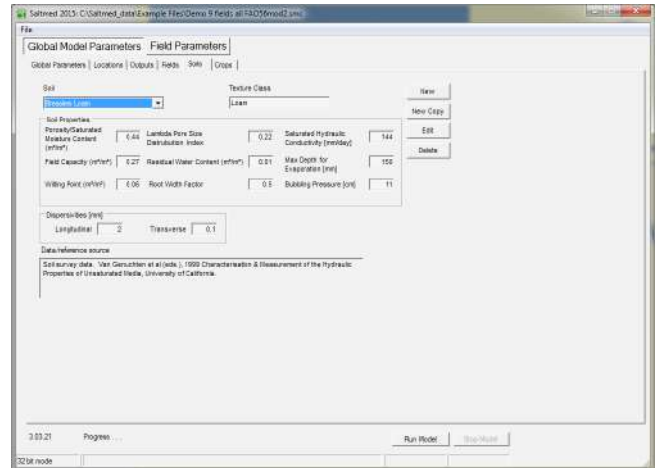 Saltmed 2015: C:\Saltmed_data\Example Files\Demo 9 fields all FAO56mod2.smc
File
Global Model Parameters Field Parameters
Global Parameters Locations Outputs Fields Soils Crops
Soil Texture Class
Loam
New
New Copy
Edit
Delete
Soil Properties
Porosity/Saturated Moisture Content (m³/m³) 0.44 Lambda Pore Size Distribution Index 0.22 Saturated Hydraulic Conductivity [mm/day] 144
Field Capacity (m³/m³) 0.27 Residual Water Content (m³/m³) 0.01 Max Depth for Evaporation [mm] 150
Wilting Point (m³/m³) 0.06 Root Width Factor 0.5 Bubbling Pressure [cm] 11
Dispersivities [mm]
Longitudinal 2 Transverse 0.1
Data/reference source
Soil survey data. Van Genuchten et al (eds.), 1999 Characterisation & Measurement of the Hydraulic
Properties of Unsaturated Media, University of California.
3.03.21 Progress . . . Run Model Stop Model
32 bit mode